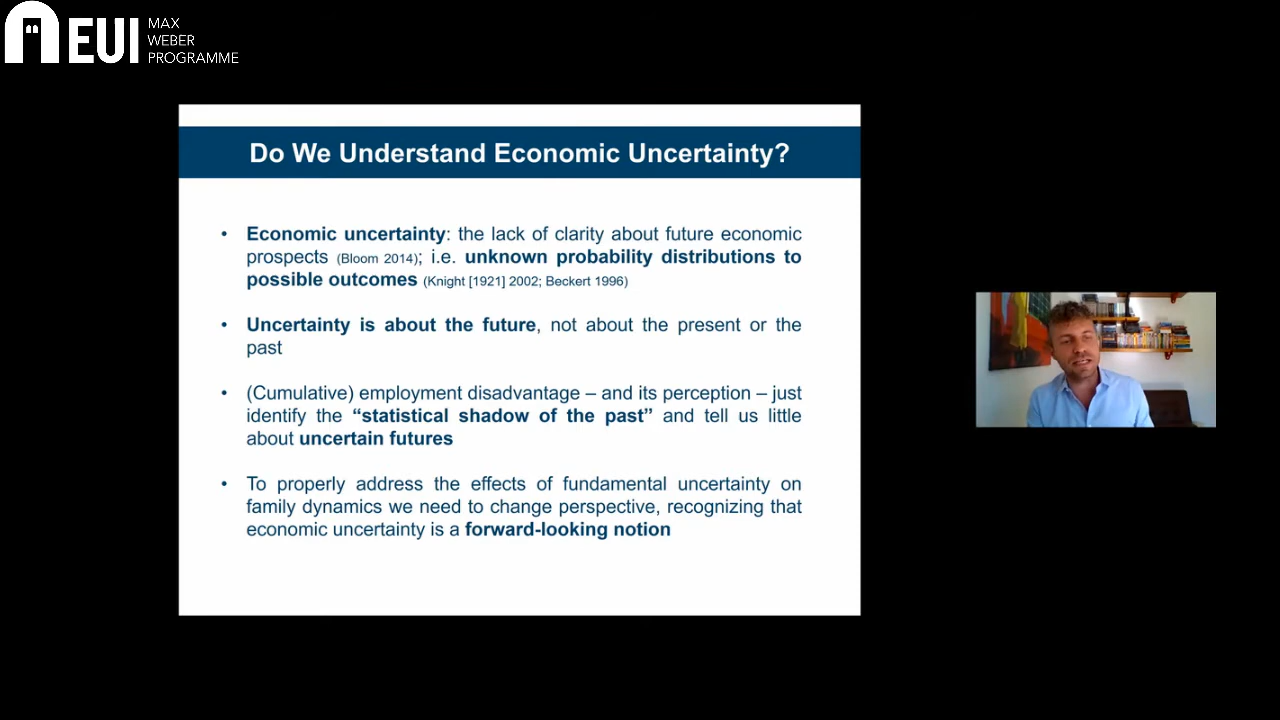 EUI
MAX
WEBER
PROGRAMME
Do We Understand Economic Uncertainty?
• Economic uncertainty: the lack of clarity about future economic
prospects (Bloom 2014); i.e. unknown probability distributions to
possible outcomes (Knight [1921] 2002; Beckert 1996)
• Uncertainty is about the future, not about the present or the
past
• (Cumulative) employment disadvantage – and its perception – just
identify the “statistical shadow of the past” and tell us little
about uncertain futures
• To properly address the effects of fundamental uncertainty on
family dynamics we need to change perspective, recognizing that
economic uncertainty is a forward-looking notion